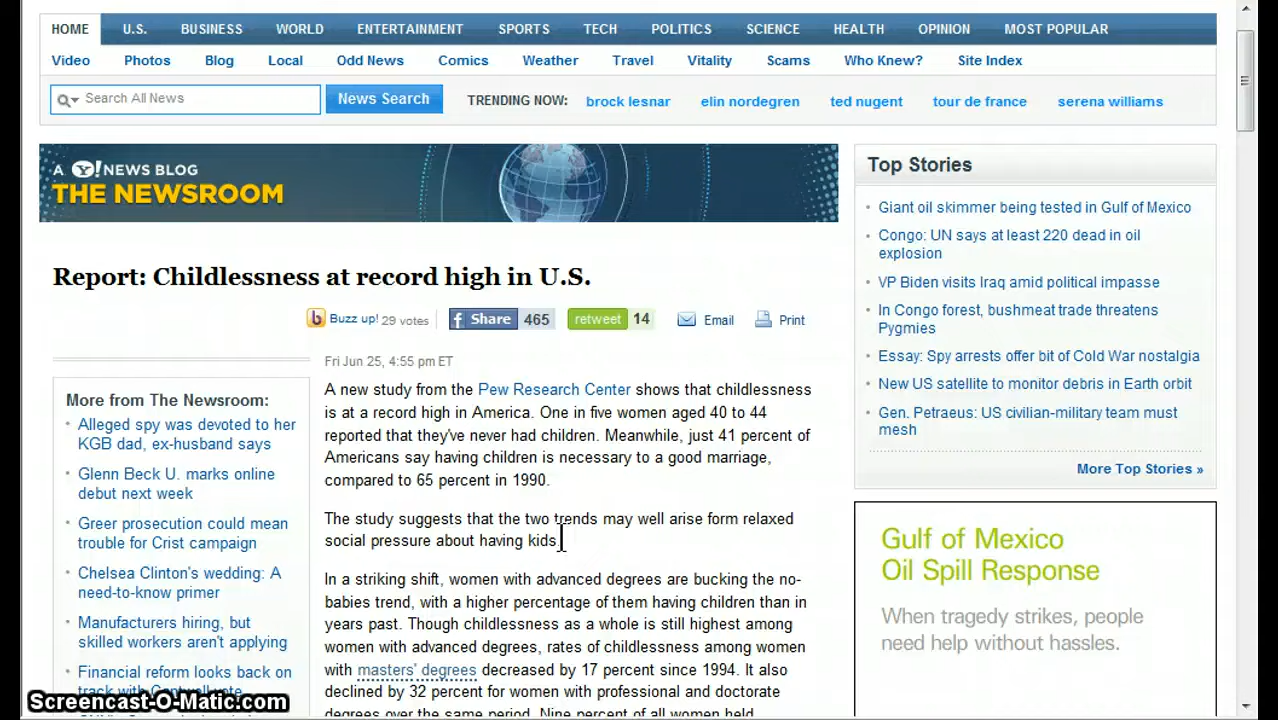 HOME U.S. BUSINESS WORLD ENTERTAINMENT SPORTS TECH POLITICS SCIENCE HEALTH OPINION MOST POPULAR
Video Photos Blog Local Odd News Comics Weather Travel Vitality Scams Who Knew? Site Index
Search All News News Search TRENDING NOW: brock lesnar elin nordegren ted nugent tour de france serena williams
A Y! NEWS BLOG
THE NEWSROOM
Report: Childlessness at record high in U.S.
Buzz up! 29 votes f Share 465 retweet 14 Email Print
Fri Jun 25, 4:55 pm ET
A new study from the Pew Research Center shows that childlessness
is at a record high in America. One in five women aged 40 to 44
reported that they've never had children. Meanwhile, just 41 percent of
Americans say having children is necessary to a good marriage,
compared to 65 percent in 1990.
The study suggests that the two trends may well arise form relaxed
social pressure about having kids.
In a striking shift, women with advanced degrees are bucking the no-
babies trend, with a higher percentage of them having children than in
years past. Though childlessness as a whole is still highest among
women with advanced degrees, rates of childlessness among women
with masters' degrees decreased by 17 percent since 1994. It also
declined by 32 percent for women with professional and doctorate
degrees over the same period. Nine percent of all women held
More from The Newsroom:
Alleged spy was devoted to her
KGB dad, ex-husband says
Glenn Beck U. marks online
debut next week
Greer prosecution could mean
trouble for Crist campaign
Chelsea Clinton's wedding: A
need-to-know primer
Manufacturers hiring, but
skilled workers aren't applying
Financial reform looks back on
track with Cantwell vote
Top Stories
Giant oil skimmer being tested in Gulf of Mexico
Congo: UN says at least 220 dead in oil
explosion
VP Biden visits Iraq amid political impasse
In Congo forest, bushmeat trade threatens
Pygmies
Essay: Spy arrests offer bit of Cold War nostalgia
New US satellite to monitor debris in Earth orbit
Gen. Petraeus: US civilian-military team must
mesh
More Top Stories »
Gulf of Mexico
Oil Spill Response
When tragedy strikes, people
need help without hassles.
Screencast-O-Matic.com